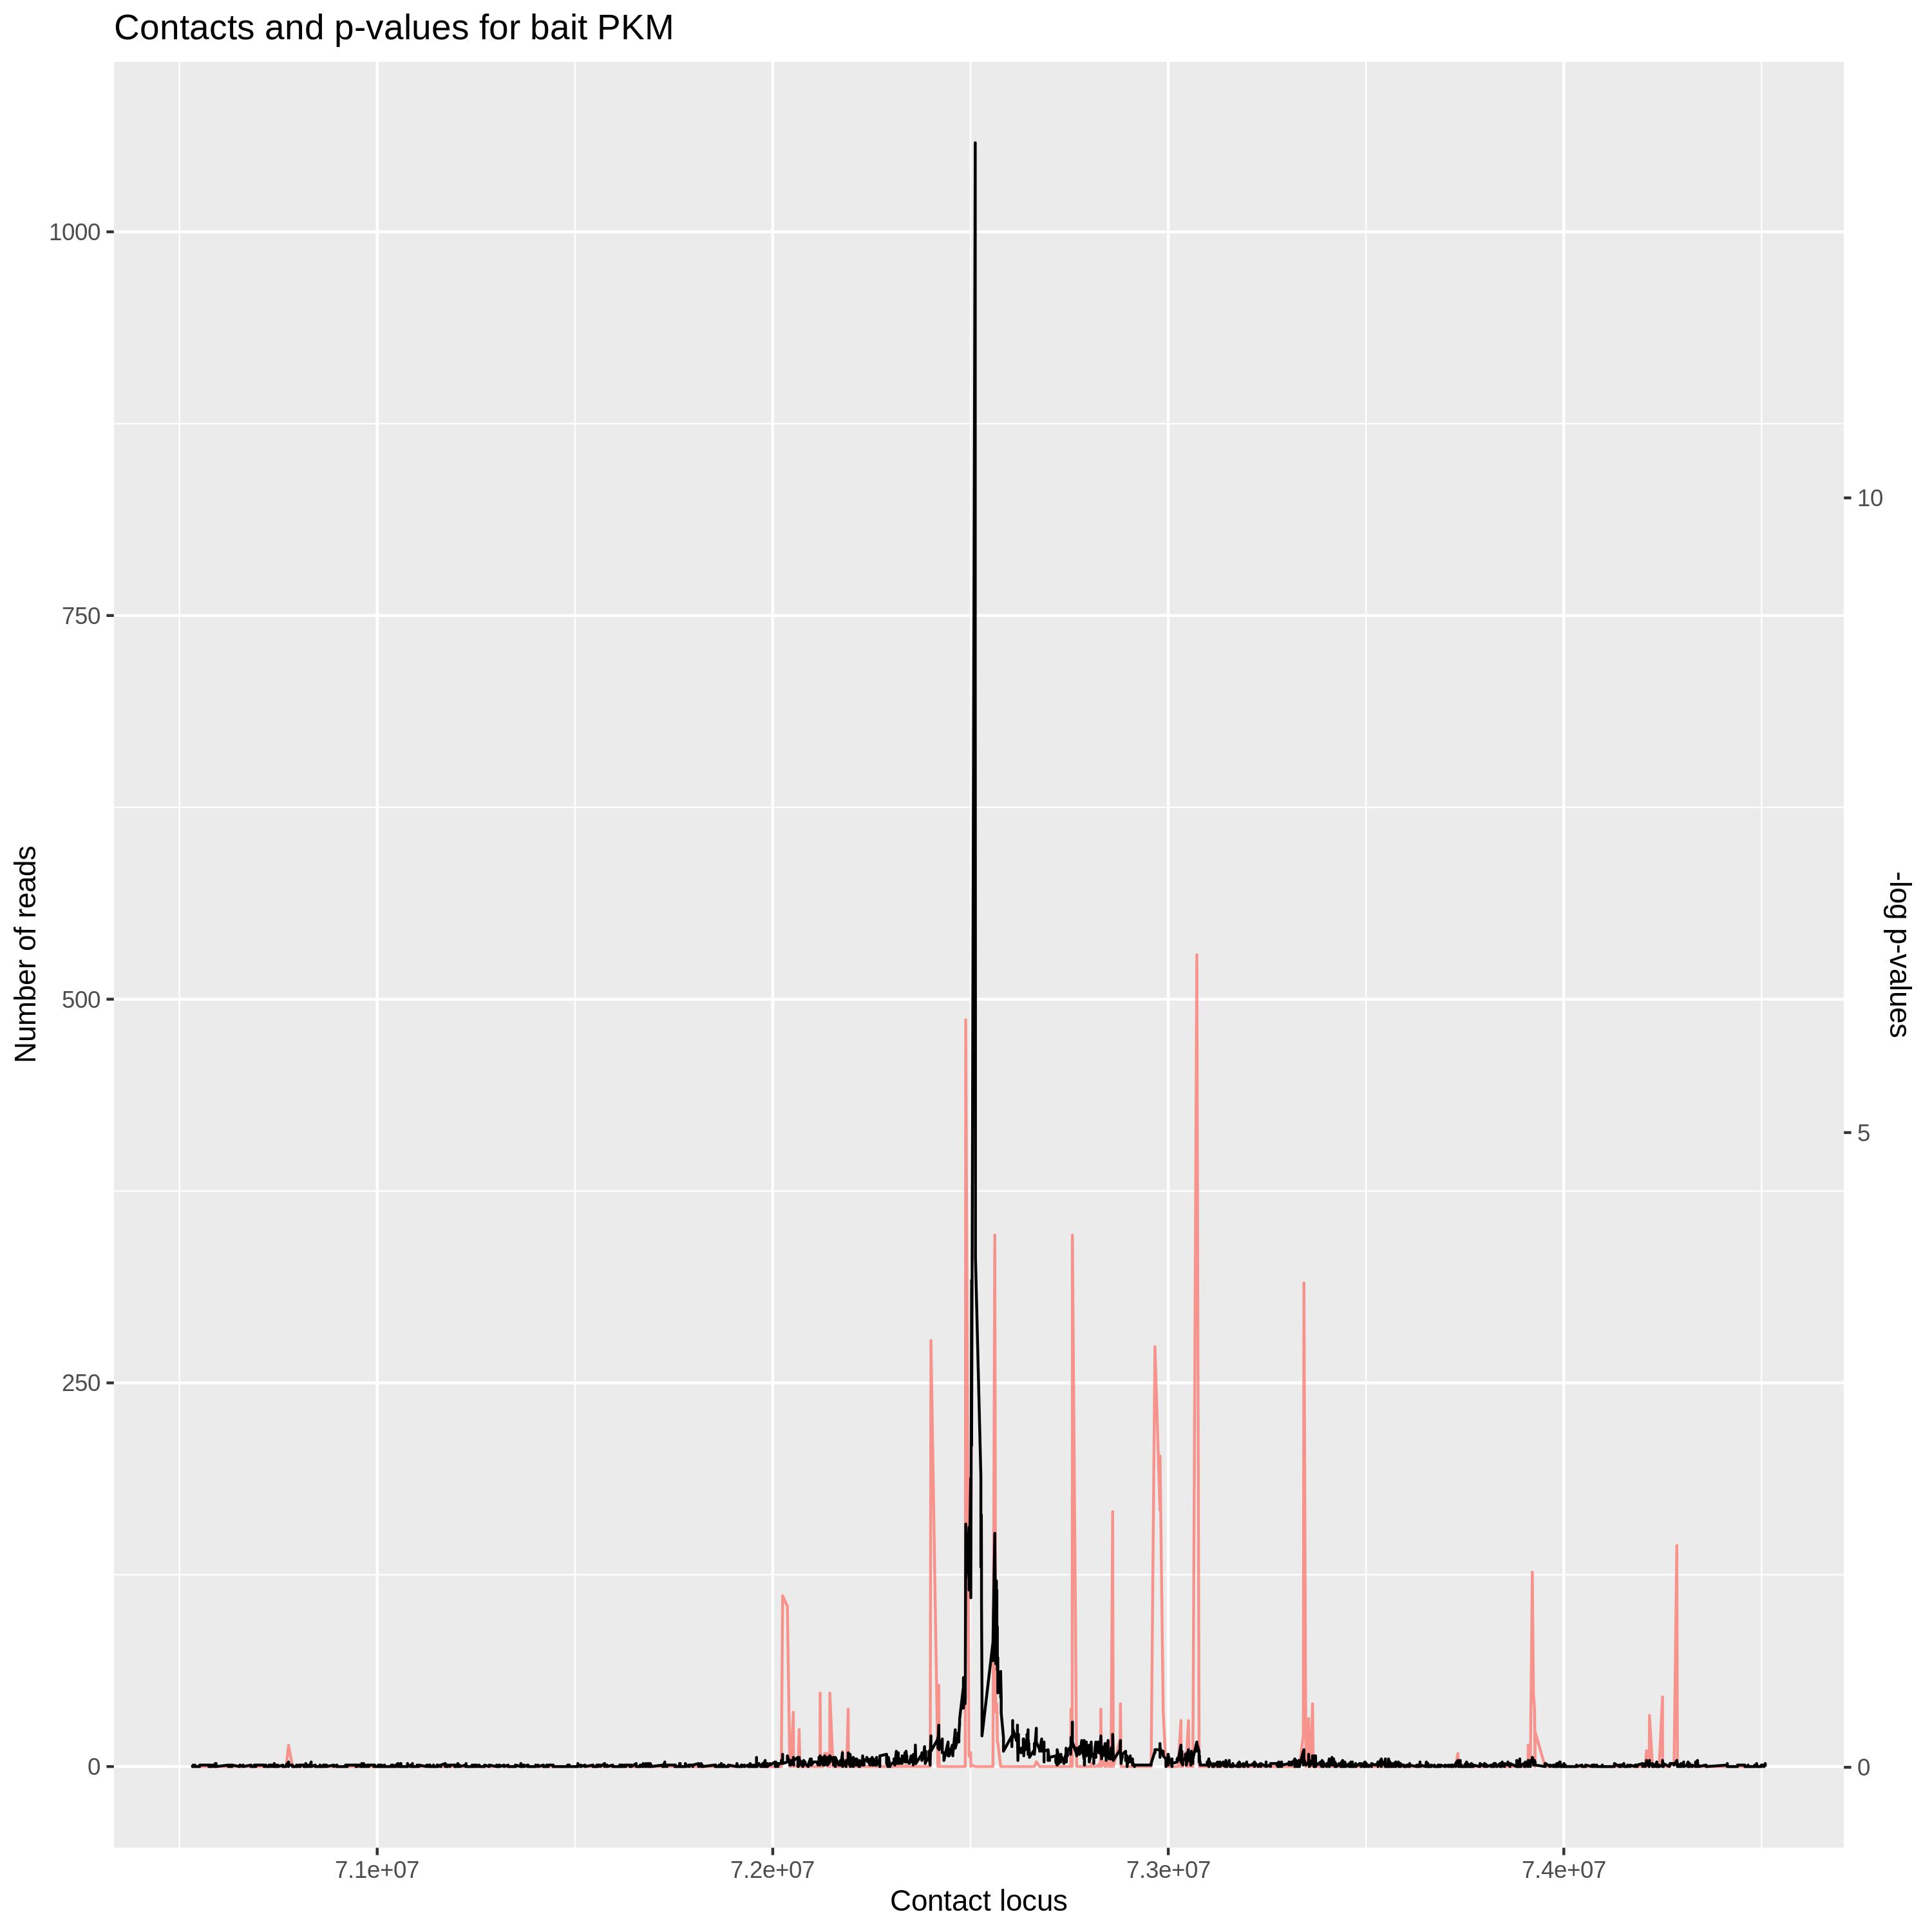 Contacts and p-values for bait PKM
1000
750
500
250
0
Number of reads
10
5
0
-log p-values
7.1e+07
7.2e+07
7.3e+07
7.4e+07
Contact locus